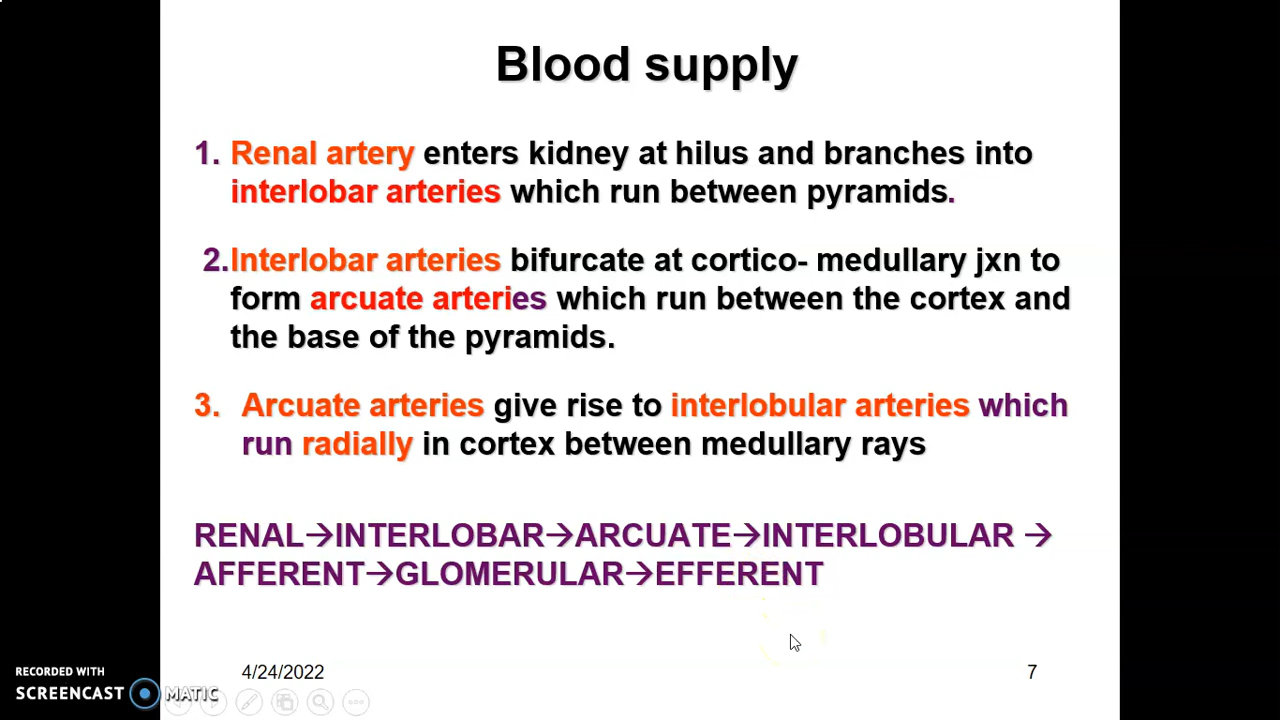 Blood supply
1. Renal artery enters kidney at hilus and branches into
interlobar arteries which run between pyramids.
2.Interlobar arteries bifurcate at cortico- medullary jxn to
form arcuate arteries which run between the cortex and
the base of the pyramids.
3. Arcuate arteries give rise to interlobular arteries which
run radially in cortex between medullary rays
RENAL→INTERLOBAR→ARCUATE→INTERLOBULAR →
AFFERENT→GLOMERULAR→EFFERENT
4/24/2022
7
RECORDED WITH
SCREENCAST MATIC